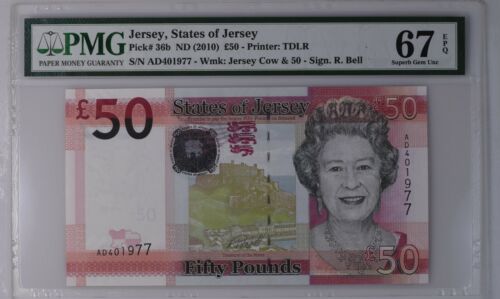 PMG
PAPER MONEY GUARANTY
Jersey, States of Jersey
Pick# 36b ND (2010) £50 - Printer: TDLR
S/N AD401977 - Wmk: Jersey Cow & 50 - Sign. R. Bell
67 EPQ
Superb Gem Unc
£50
States of Jersey
£50
AD401977
50
AD401977
Fifty Pounds
£50